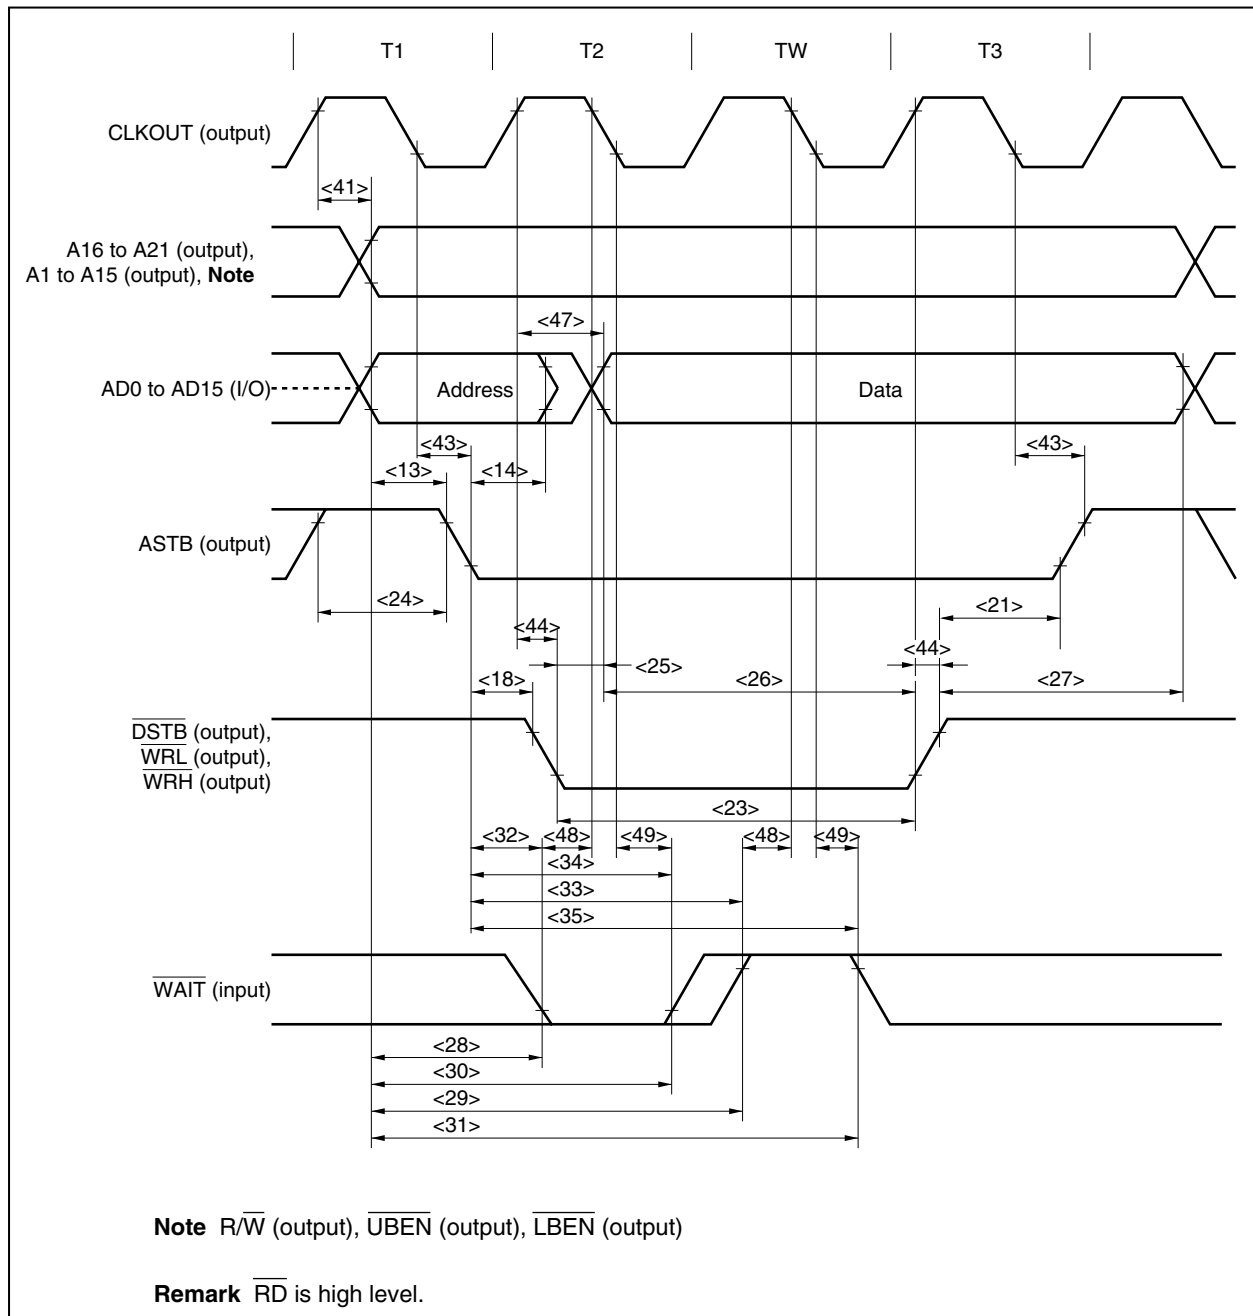 T1 T2 TW T3
CLKOUT (output)
<41>
A16 to A21 (output),
A1 to A15 (output), Note
<47>
AD0 to AD15 (I/O) Address Data
<43> <43>
<13> <14>
ASTB (output)
<24> <21>
<44> <44>
<25>
<18> <26> <27>
DSTB (output),
WRL (output),
WRH (output)
<23>
<32> <48> <49> <48> <49>
<34>
<33>
<35>
WAIT (input)
<28>
<30>
<29>
<31>
Note R/W (output), UBEN (output), LBEN (output)
Remark RD is high level.